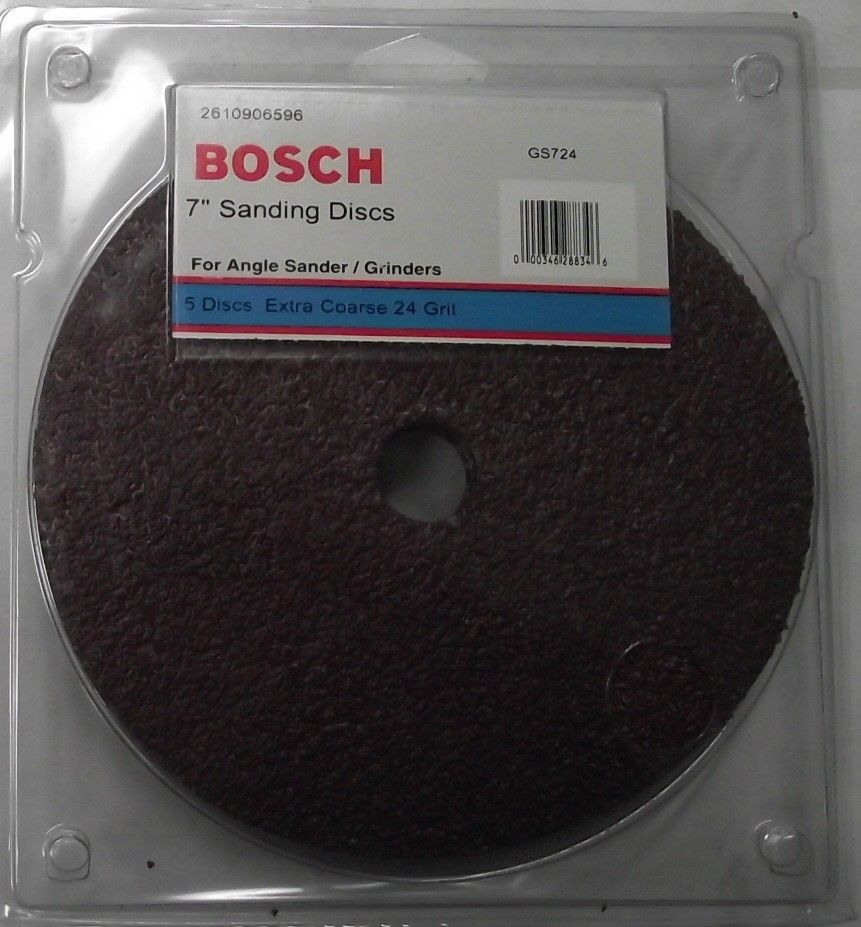 2610906596
BOSCH
GS724
7" Sanding Discs
0 00346 28834 6
For Angle Sander / Grinders
5 Discs Extra Coarse 24 Grit